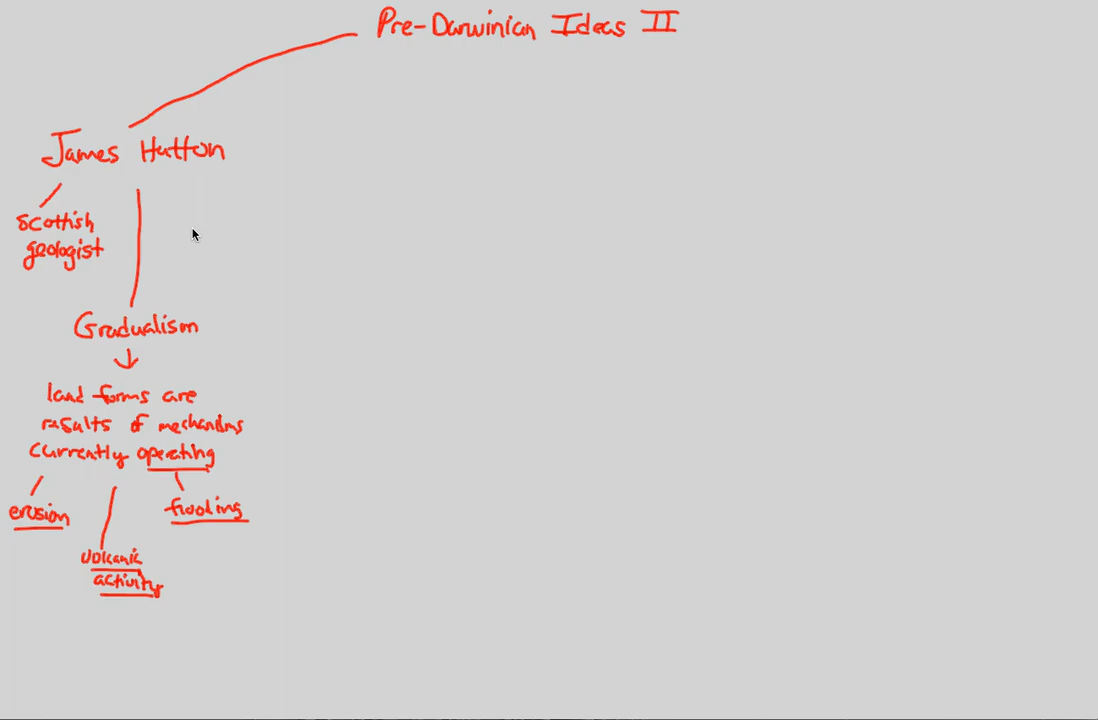 Pre-Darwinian Ideas II
James Hutton
Scottish
geologist
Gradualism
land forms are
results of mechanisms
currently operating
erosion
flooding
volcanic
activity